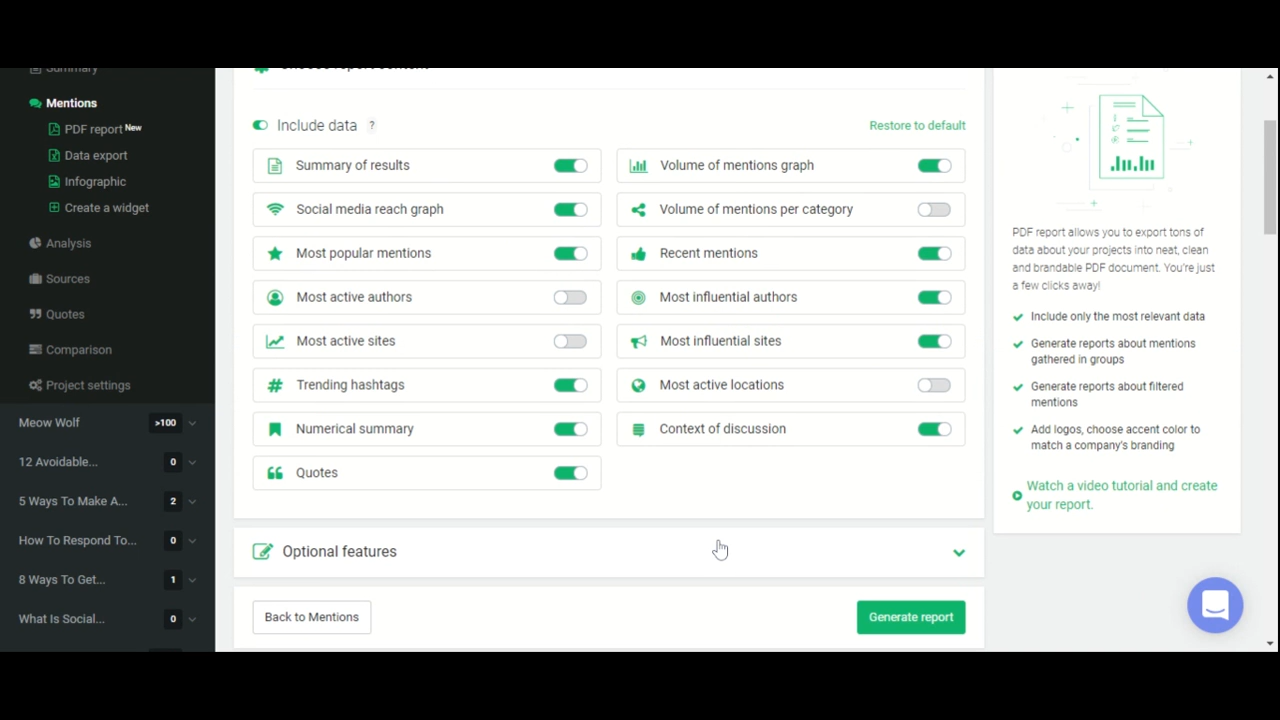 Summary
Mentions
PDF report New
Data export
Infographic
Create a widget
Analysis
Sources
Quotes
Comparison
Project settings
Meow Wolf >100
12 Avoidable... 0
5 Ways To Make A... 2
How To Respond To... 0
8 Ways To Get... 1
What Is Social... 0
Choose report content
Include data ?
Restore to default
Summary of results
Volume of mentions graph
Social media reach graph
Volume of mentions per category
Most popular mentions
Recent mentions
Most active authors
Most influential authors
Most active sites
Most influential sites
Trending hashtags
Most active locations
Numerical summary
Context of discussion
Quotes
Optional features
Back to Mentions
Generate report
PDF report allows you to export tons of
data about your projects into neat, clean
and brandable PDF document. You're just
a few clicks away!
Include only the most relevant data
Generate reports about mentions
gathered in groups
Generate reports about filtered
mentions
Add logos, choose accent color to
match a company's branding
Watch a video tutorial and create
your report.